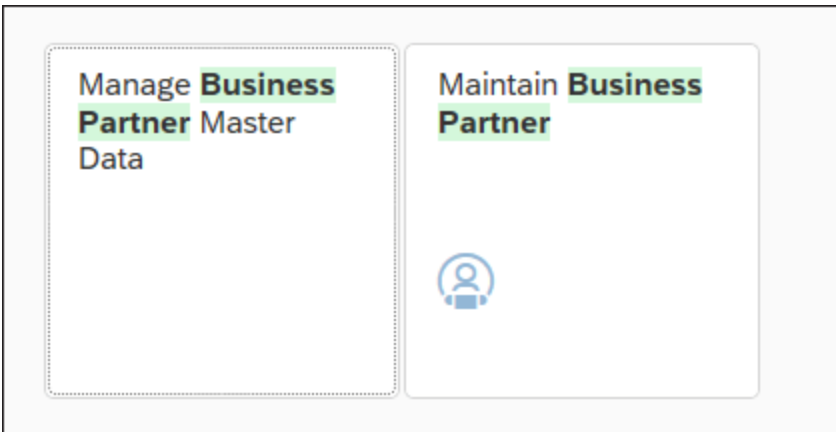 Manage Business
Partner Master
Data
Maintain Business
Partner